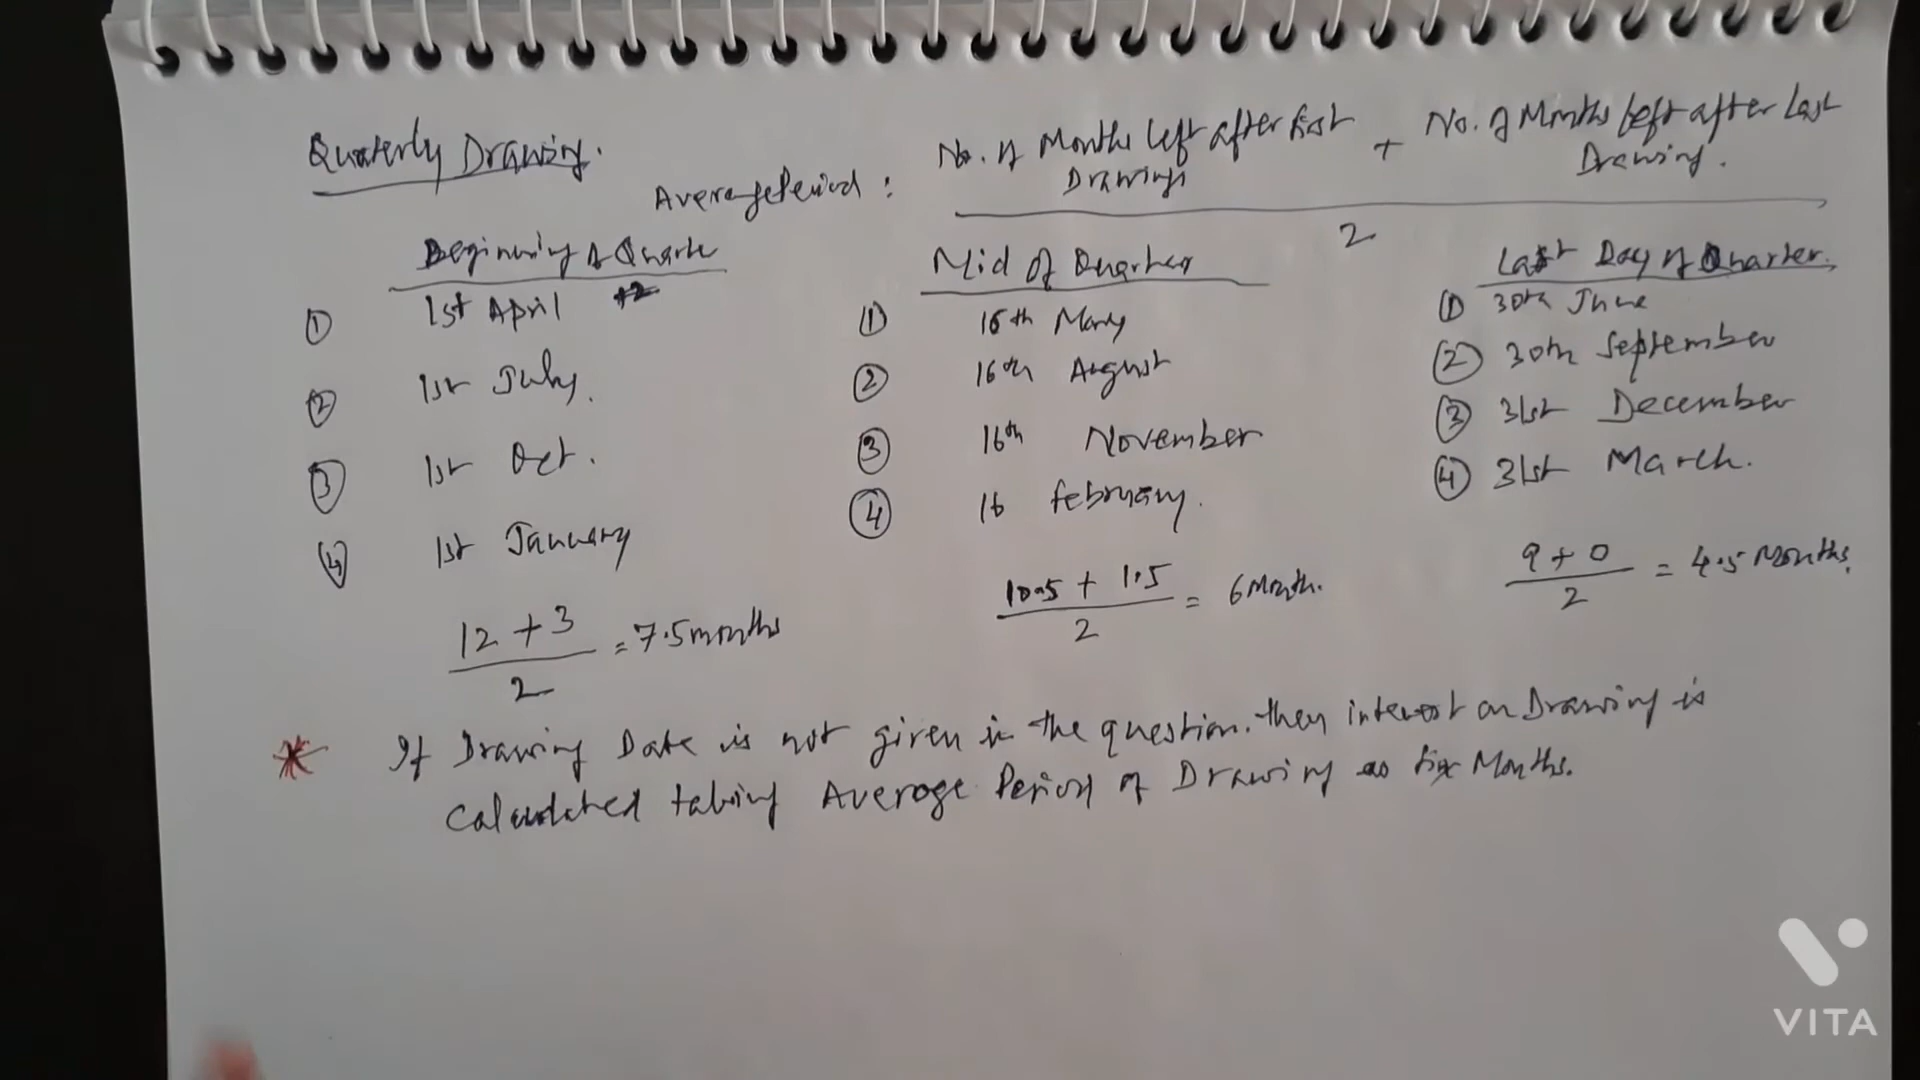 Quaterly Drawing.
Average Period : No. of Months left after first Drawings + No. of Months left after Last Drawing.
2
Beginning of Quarte
① 1st April
② 1st July.
③ 1st Oct.
④ 1st January
12 + 3 / 2 = 7.5 months
Mid of Quarter
① 16th May
② 16th August
③ 16th November
④ 16 february.
10.5 + 1.5 / 2 = 6 Month.
Last Day of Quarter.
① 30th June
② 30th September
③ 31st December
④ 31st March.
9 + 0 / 2 = 4.5 Months.
* If Drawing Date is not given in the question. then interest on Drawing is
calculated taking Average Period of Drawing as six Months.
VITA